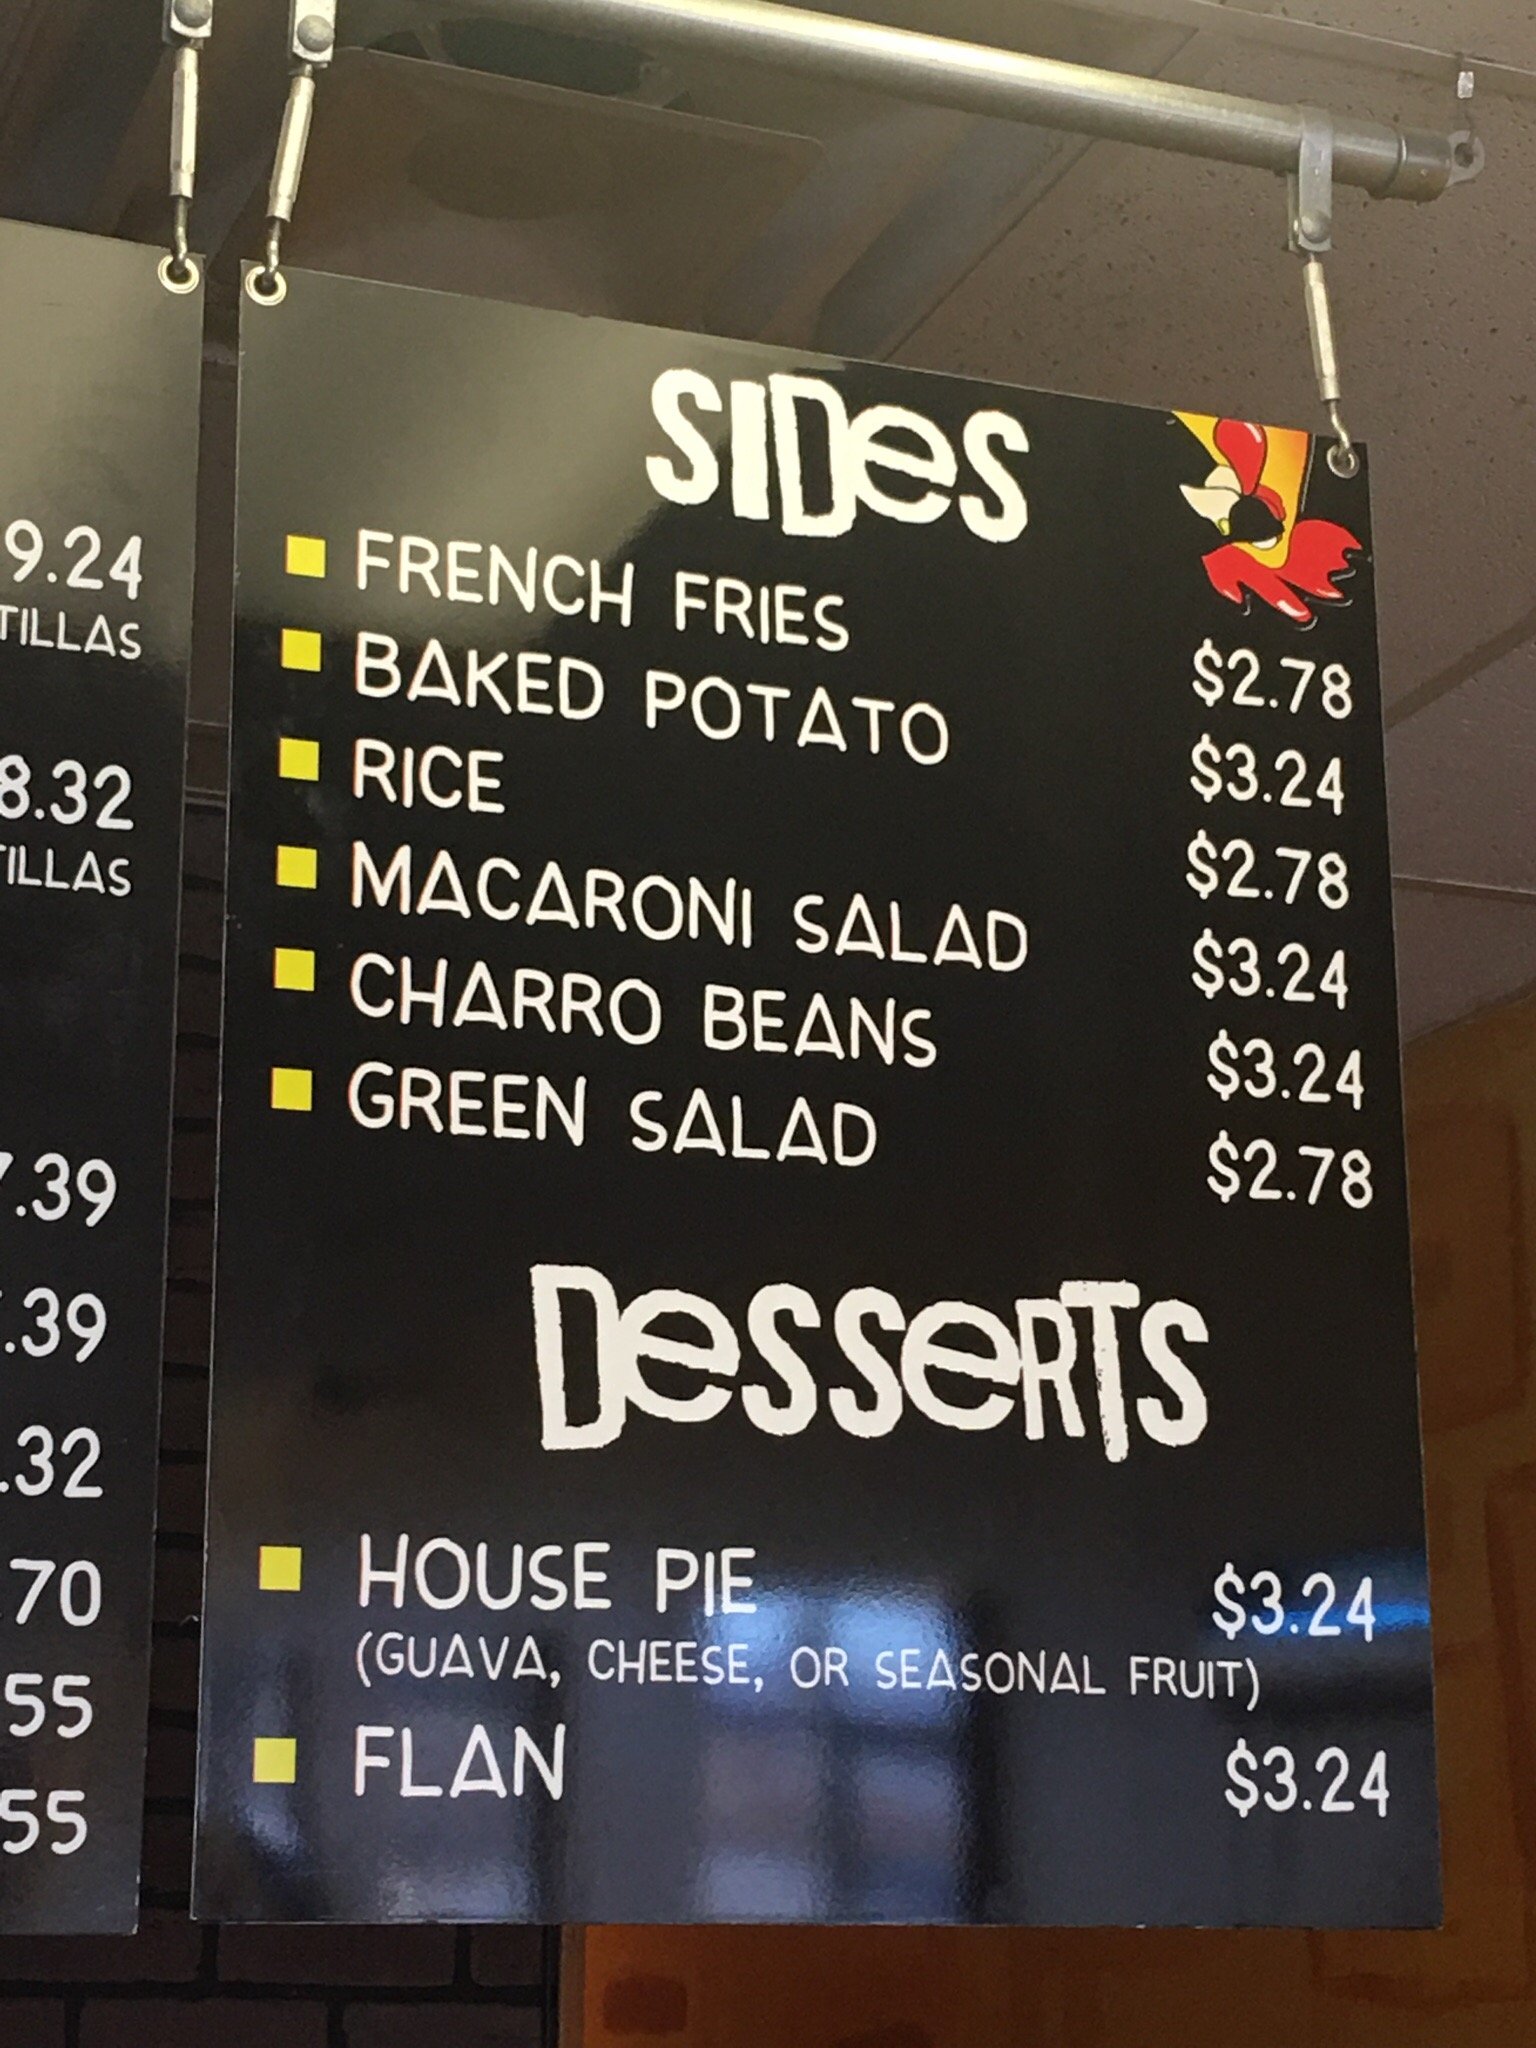 9.24
TILLAS
8.32
TILLAS
.39
.39
.32
.70
55
55
SIDeS
FRENCH FRIES $2.78
BAKED POTATO $3.24
RICE $2.78
MACARONI SALAD $3.24
CHARRO BEANS $3.24
GREEN SALAD $2.78
DesserTs
HOUSE PIE $3.24
(GUAVA, CHEESE, OR SEASONAL FRUIT)
FLAN $3.24